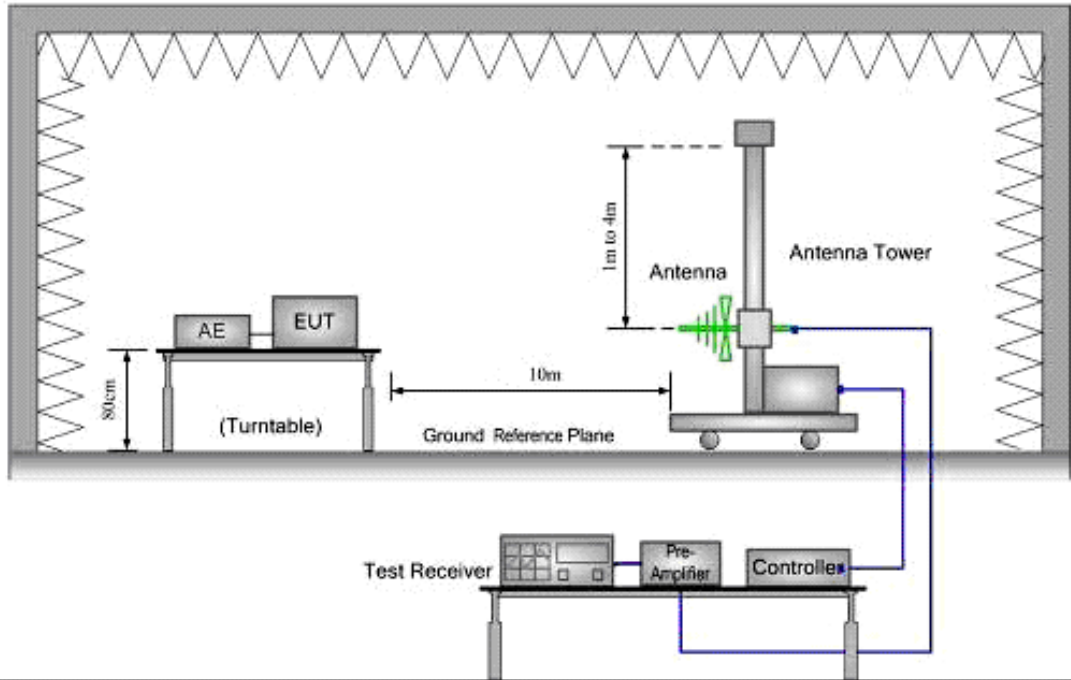 1m to 4m
Antenna
Antenna Tower
AE
EUT
80cm
(Turntable)
10m
Ground Reference Plane
Test Receiver
Pre-
Amplifier
Controller